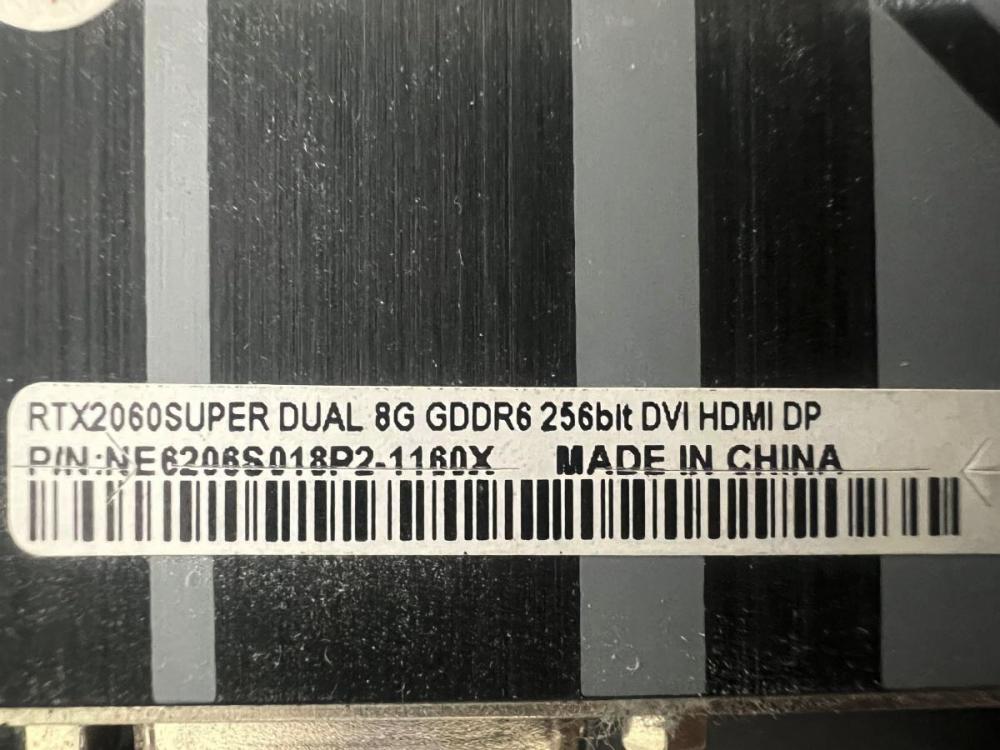 RTX2060SUPER DUAL 8G GDDR6 256bit DVI HDMI DP
P/N:NE6206S018P2-1160X MADE IN CHINA